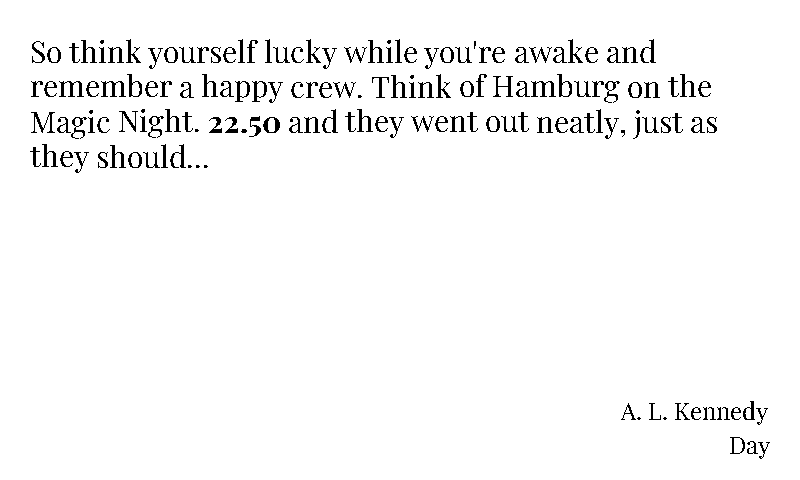 So think yourself lucky while you're awake and
remember a happy crew. Think of Hamburg on the
Magic Night. 22.50 and they went out neatly, just as
they should...
A. L. Kennedy
Day